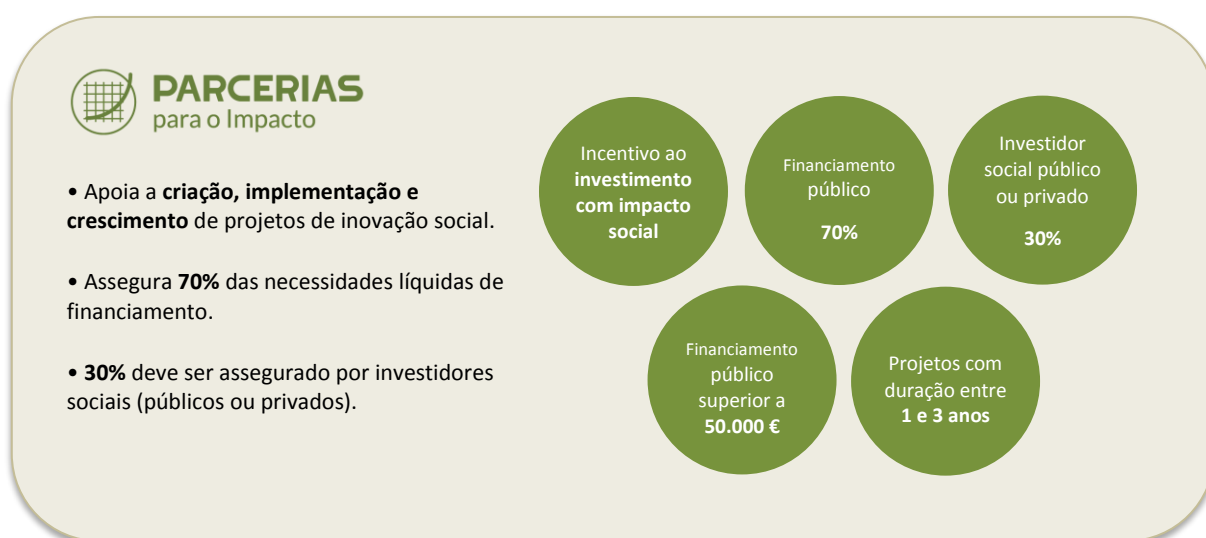 PARCERIAS
para o Impacto
• Apoia a criação, implementação e
crescimento de projetos de inovação social.
• Assegura 70% das necessidades líquidas de
financiamento.
• 30% deve ser assegurado por investidores
sociais (públicos ou privados).
Incentivo ao
investimento
com impacto
social
Financiamento
público
70%
Investidor
social público
ou privado
30%
Financiamento
público
superior a
50.000 €
Projetos com
duração entre
1 e 3 anos